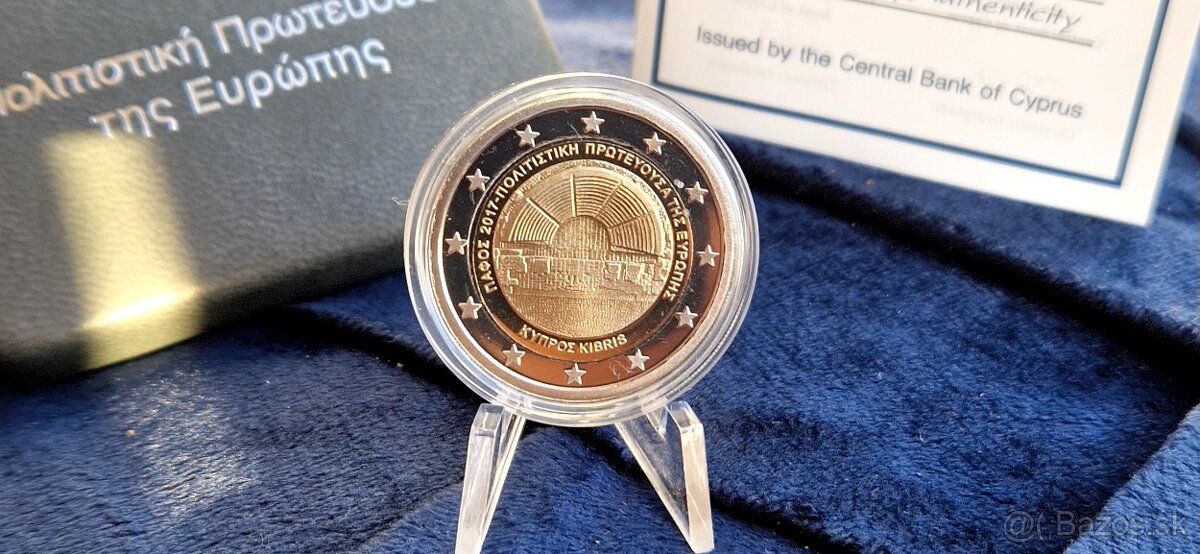 Πολιτιστική Πρωτεύουσα
της Ευρώπης
Authenticity
Issued by the Central Bank of Cyprus
ΠΑΦΟΣ 2017-ΠΟΛΙΤΙΣΤΙΚΗ ΠΡΩΤΕΥΟΥΣΑ ΤΗΣ ΕΥΡΩΠΗΣ
ΚΥΠΡΟΣ KIBRIS
@( Bazos.sk